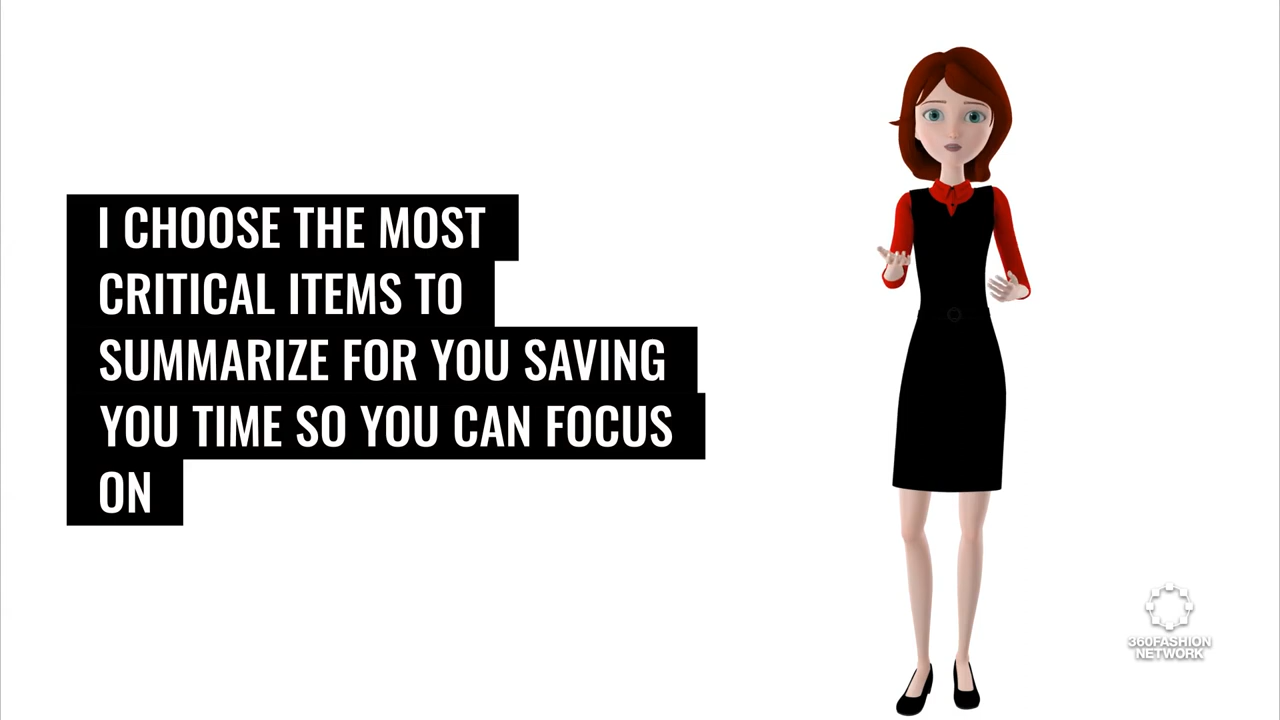 I CHOOSE THE MOST
CRITICAL ITEMS TO
SUMMARIZE FOR YOU SAVING
YOU TIME SO YOU CAN FOCUS
ON
360FASHION
NETWORK